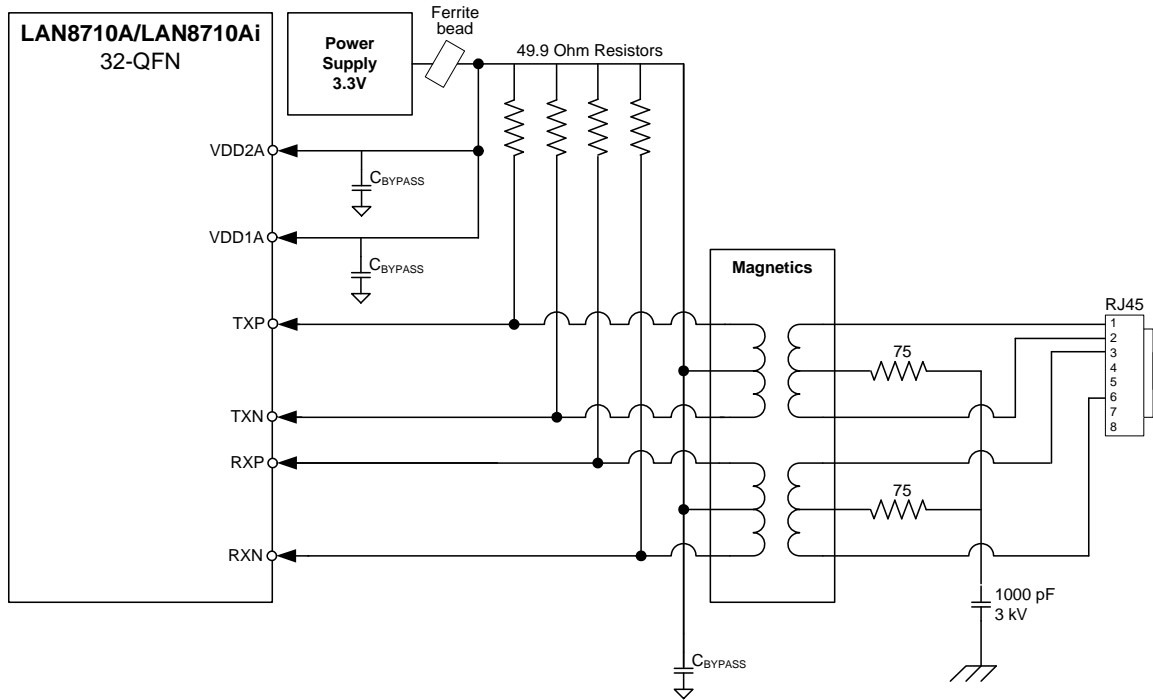 LAN8710A/LAN8710Ai
32-QFN
Power
Supply
3.3V
Ferrite
bead
49.9 Ohm Resistors
VDD2A
CBYPASS
VDD1A
CBYPASS
Magnetics
RJ45
TXP
1
2
3
4
5
6
7
8
75
TXN
RXP
75
RXN
1000 pF
3 kV
CBYPASS